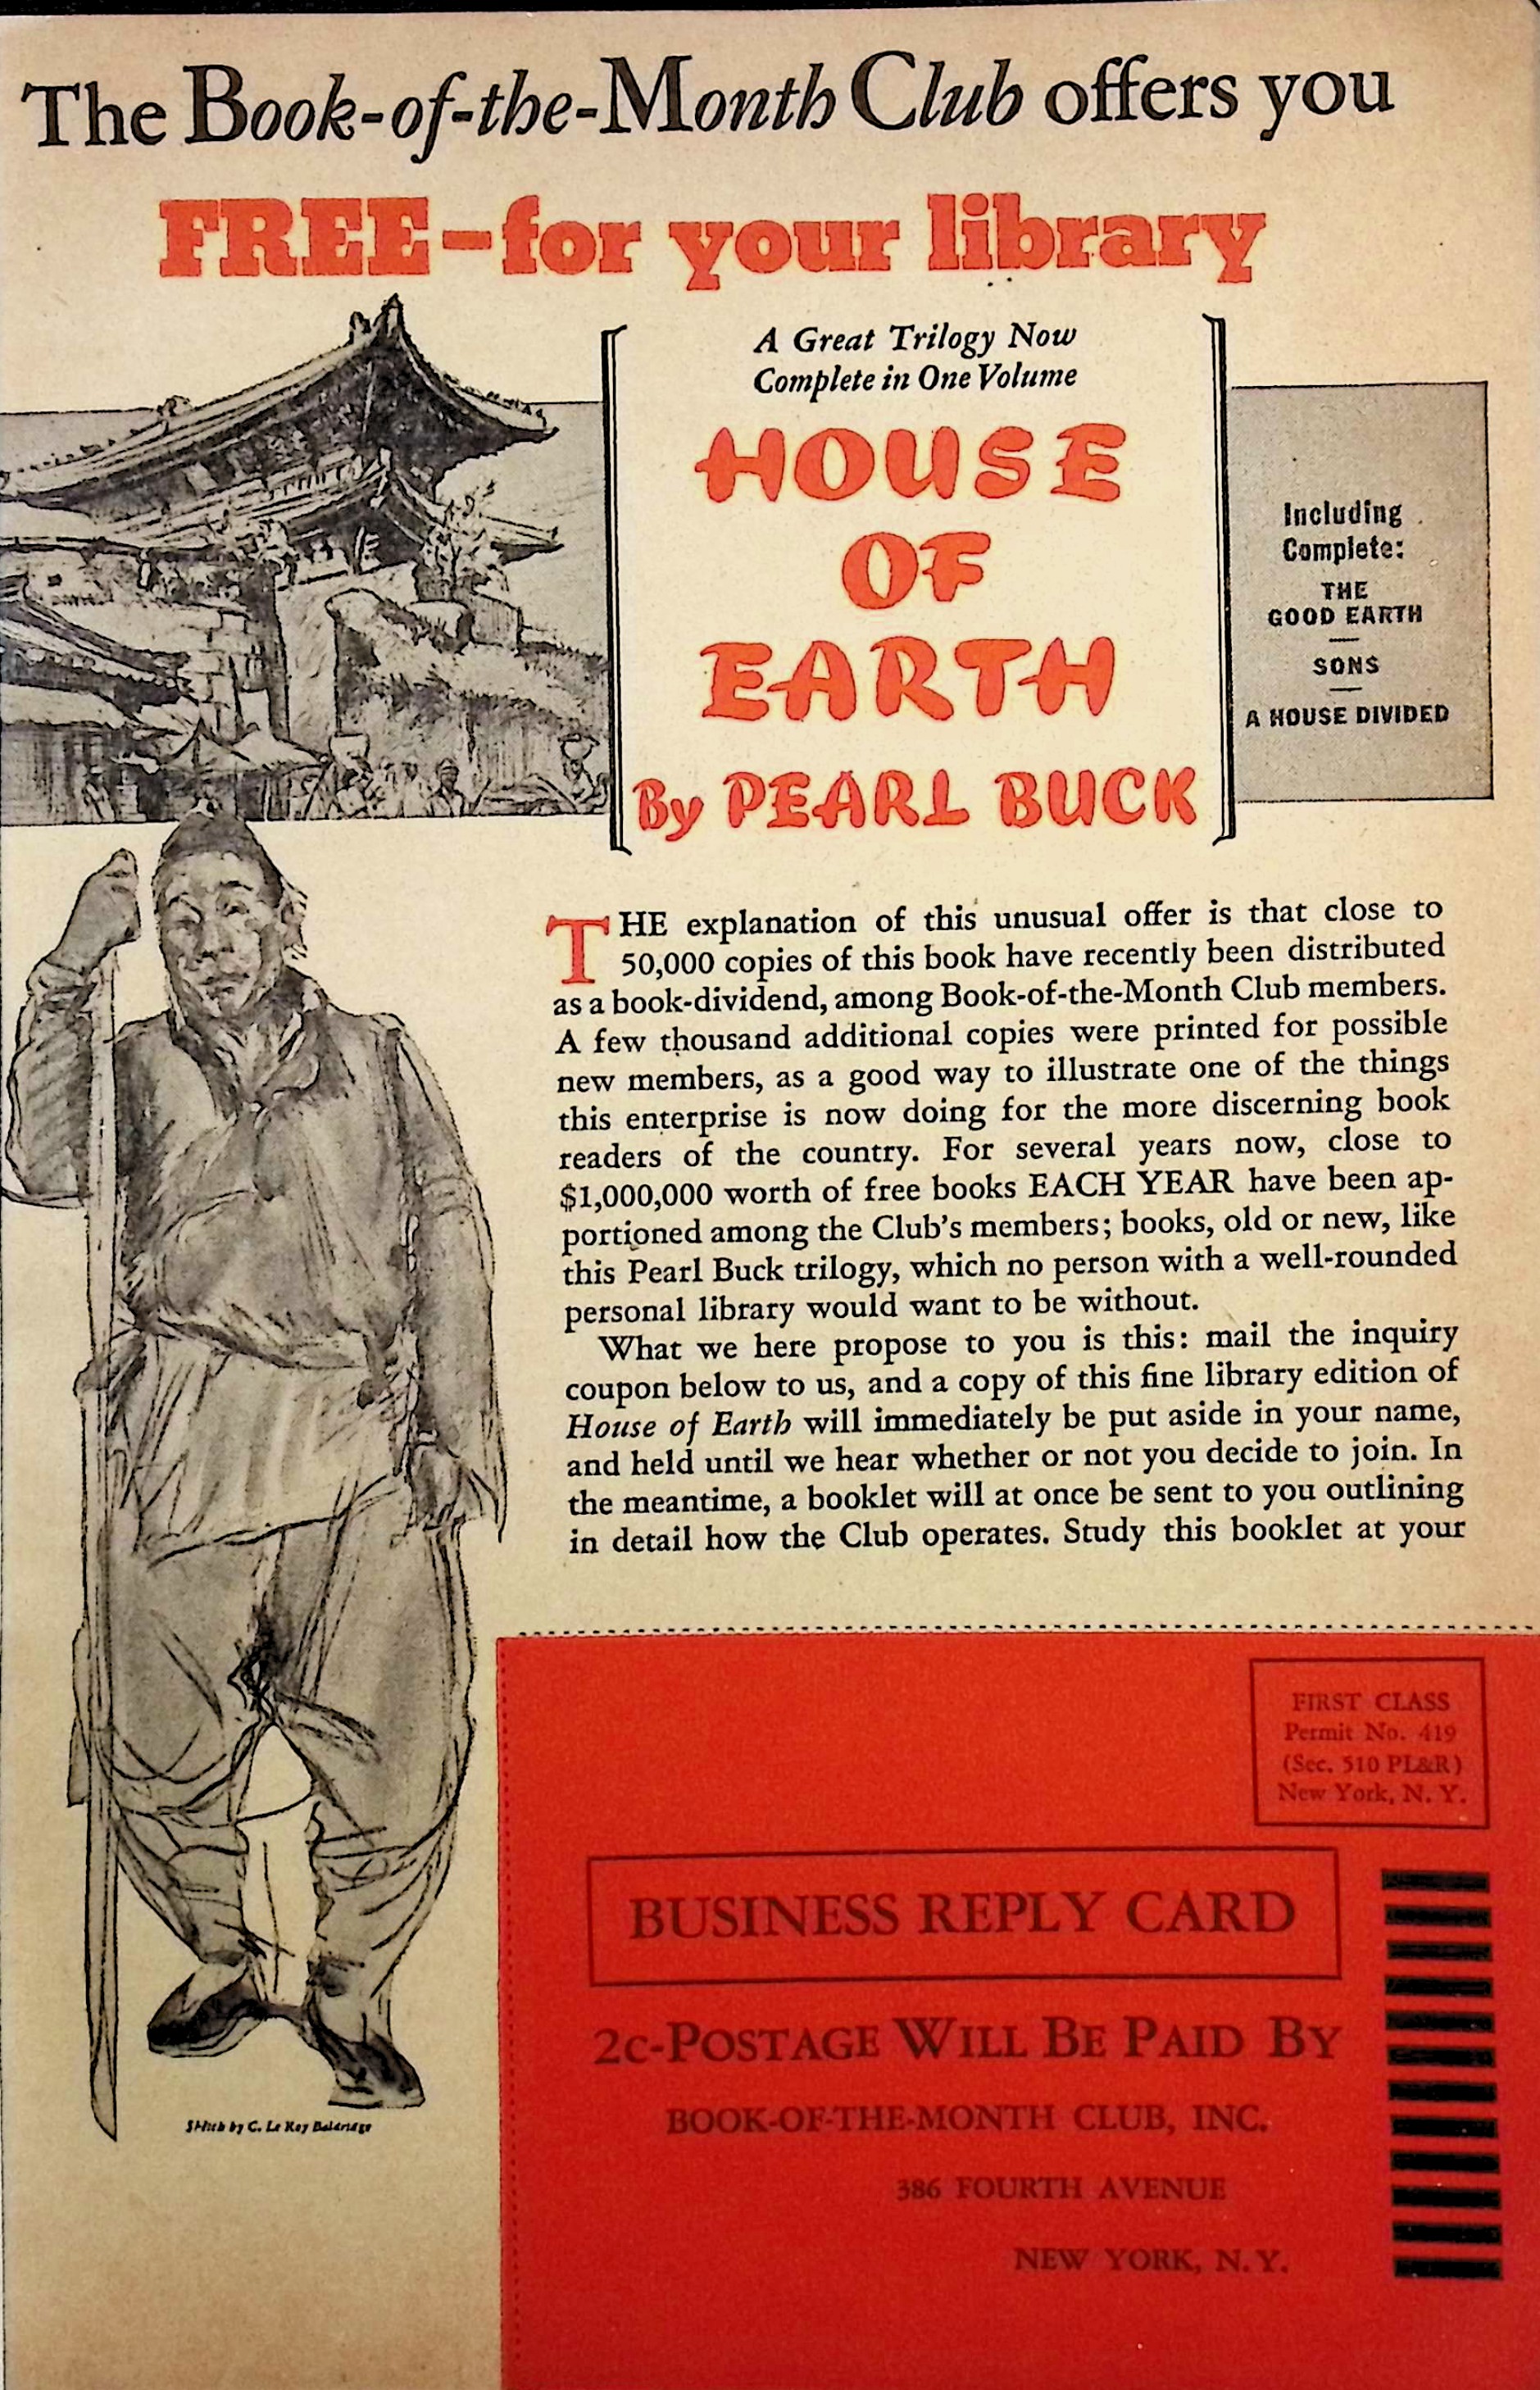 The Book-of-the-Month Club offers you
FREE–for your library
A Great Trilogy Now
Complete in One Volume
HOUSE
OF
EARTH
By PEARL BUCK
Including
Complete:
THE
GOOD EARTH
SONS
A HOUSE DIVIDED
THE explanation of this unusual offer is that close to
50,000 copies of this book have recently been distributed
as a book-dividend, among Book-of-the-Month Club members.
A few thousand additional copies were printed for possible
new members, as a good way to illustrate one of the things
this enterprise is now doing for the more discerning book
readers of the country. For several years now, close to
$1,000,000 worth of free books EACH YEAR have been ap-
portioned among the Club's members; books, old or new, like
this Pearl Buck trilogy, which no person with a well-rounded
personal library would want to be without.
What we here propose to you is this: mail the inquiry
coupon below to us, and a copy of this fine library edition of
House of Earth will immediately be put aside in your name,
and held until we hear whether or not you decide to join. In
the meantime, a booklet will at once be sent to you outlining
in detail how the Club operates. Study this booklet at your
Sketch by C. Le Roy Baldridge
FIRST CLASS
Permit No. 419
(Sec. 510 PL&R)
New York, N. Y.
BUSINESS REPLY CARD
2c-POSTAGE WILL BE PAID BY
BOOK-OF-THE-MONTH CLUB, INC.
386 FOURTH AVENUE
NEW YORK, N. Y.